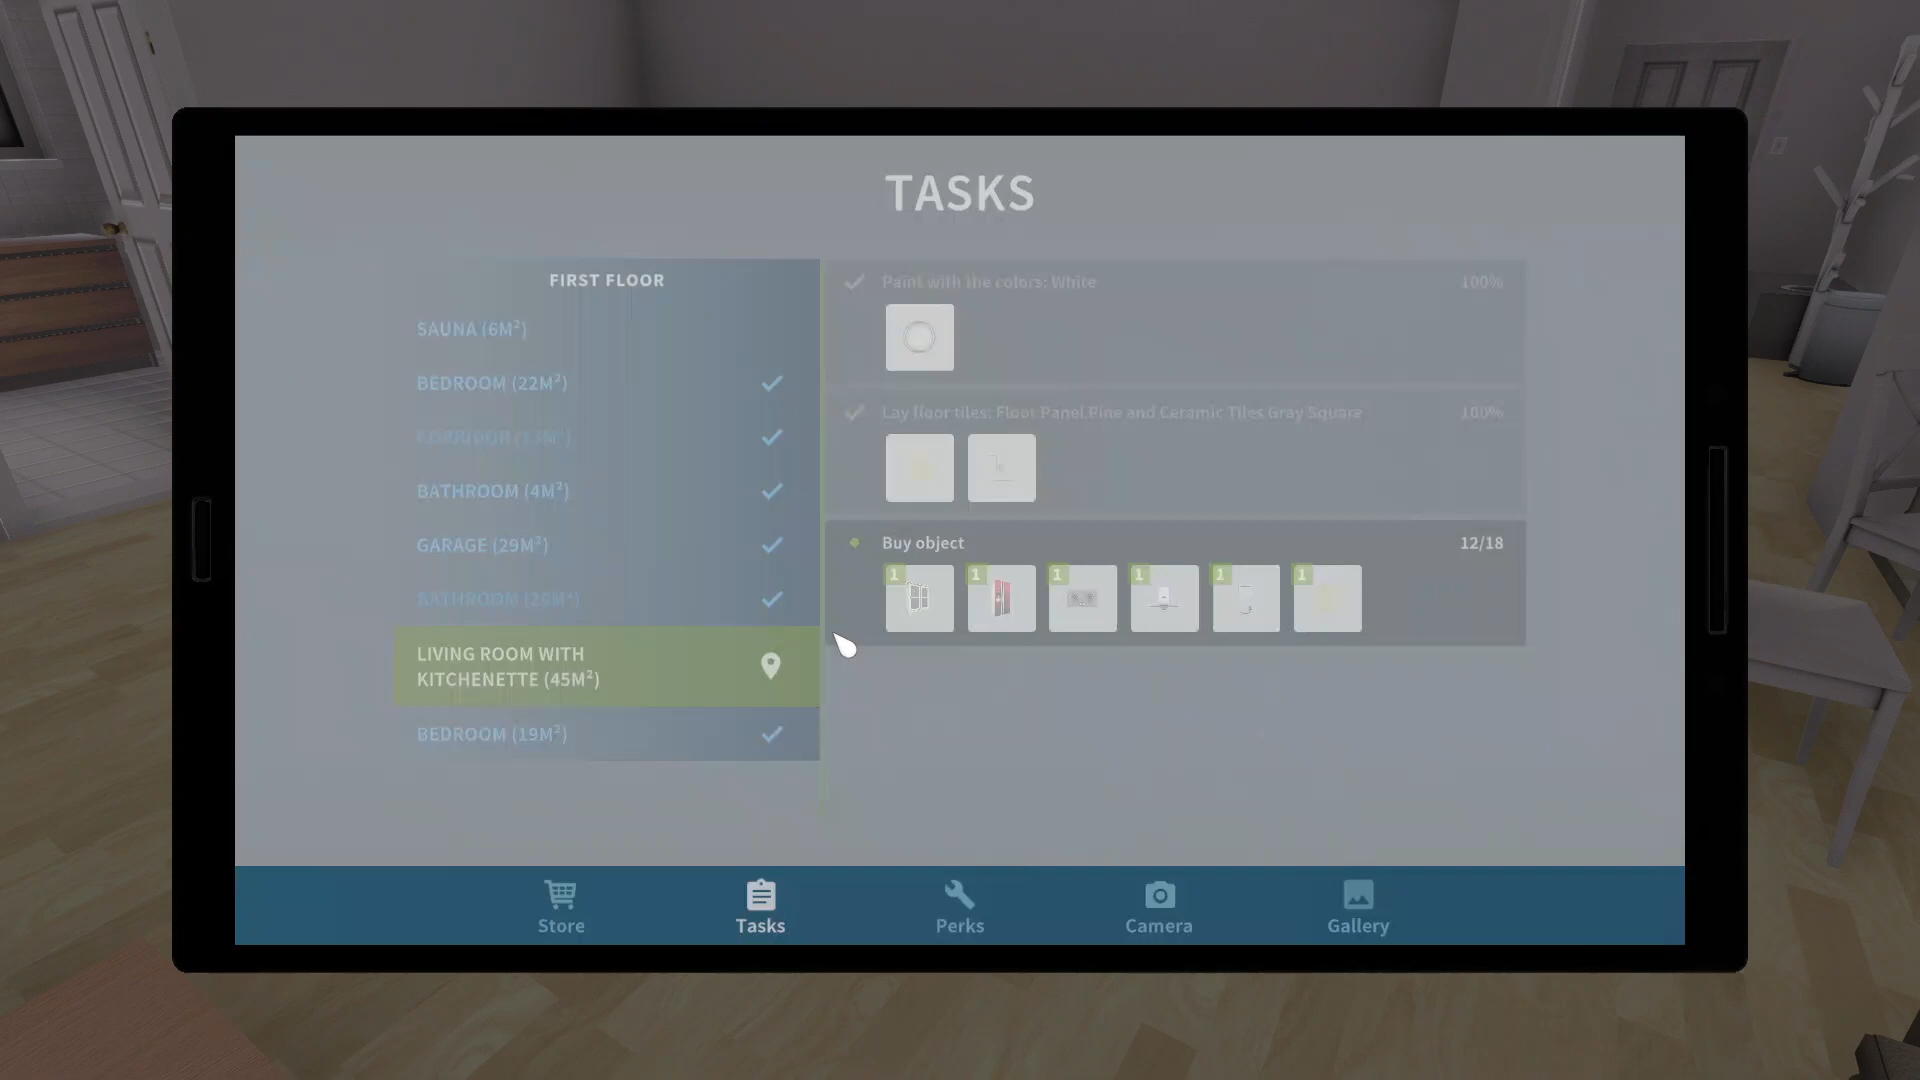 TASKS
FIRST FLOOR
SAUNA (6M²)
BEDROOM (22M²)
CORRIDOR (13M²)
BATHROOM (4M²)
GARAGE (29M²)
LIVING ROOM WITH
KITCHENETTE (45M²)
BEDROOM (19M²)
Paint with the colors: White
100%
Lay floor tiles: Floor Panel Pine and Ceramic Tiles Gray Square
100%
Buy object
12/18
1 1 1 1 1 1
Store
Tasks
Perks
Camera
Gallery